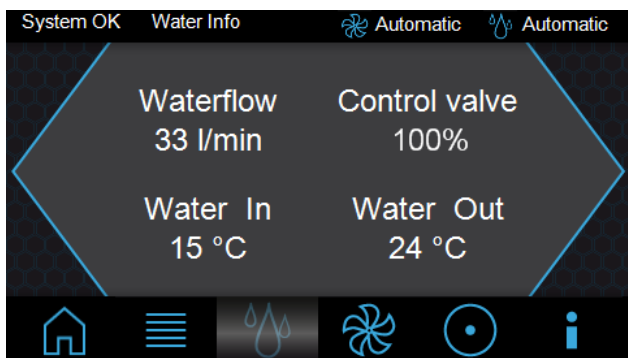 System OK Water Info Automatic Automatic
Waterflow Control valve
33 l/min 100%
Water In Water Out
15 °C 24 °C